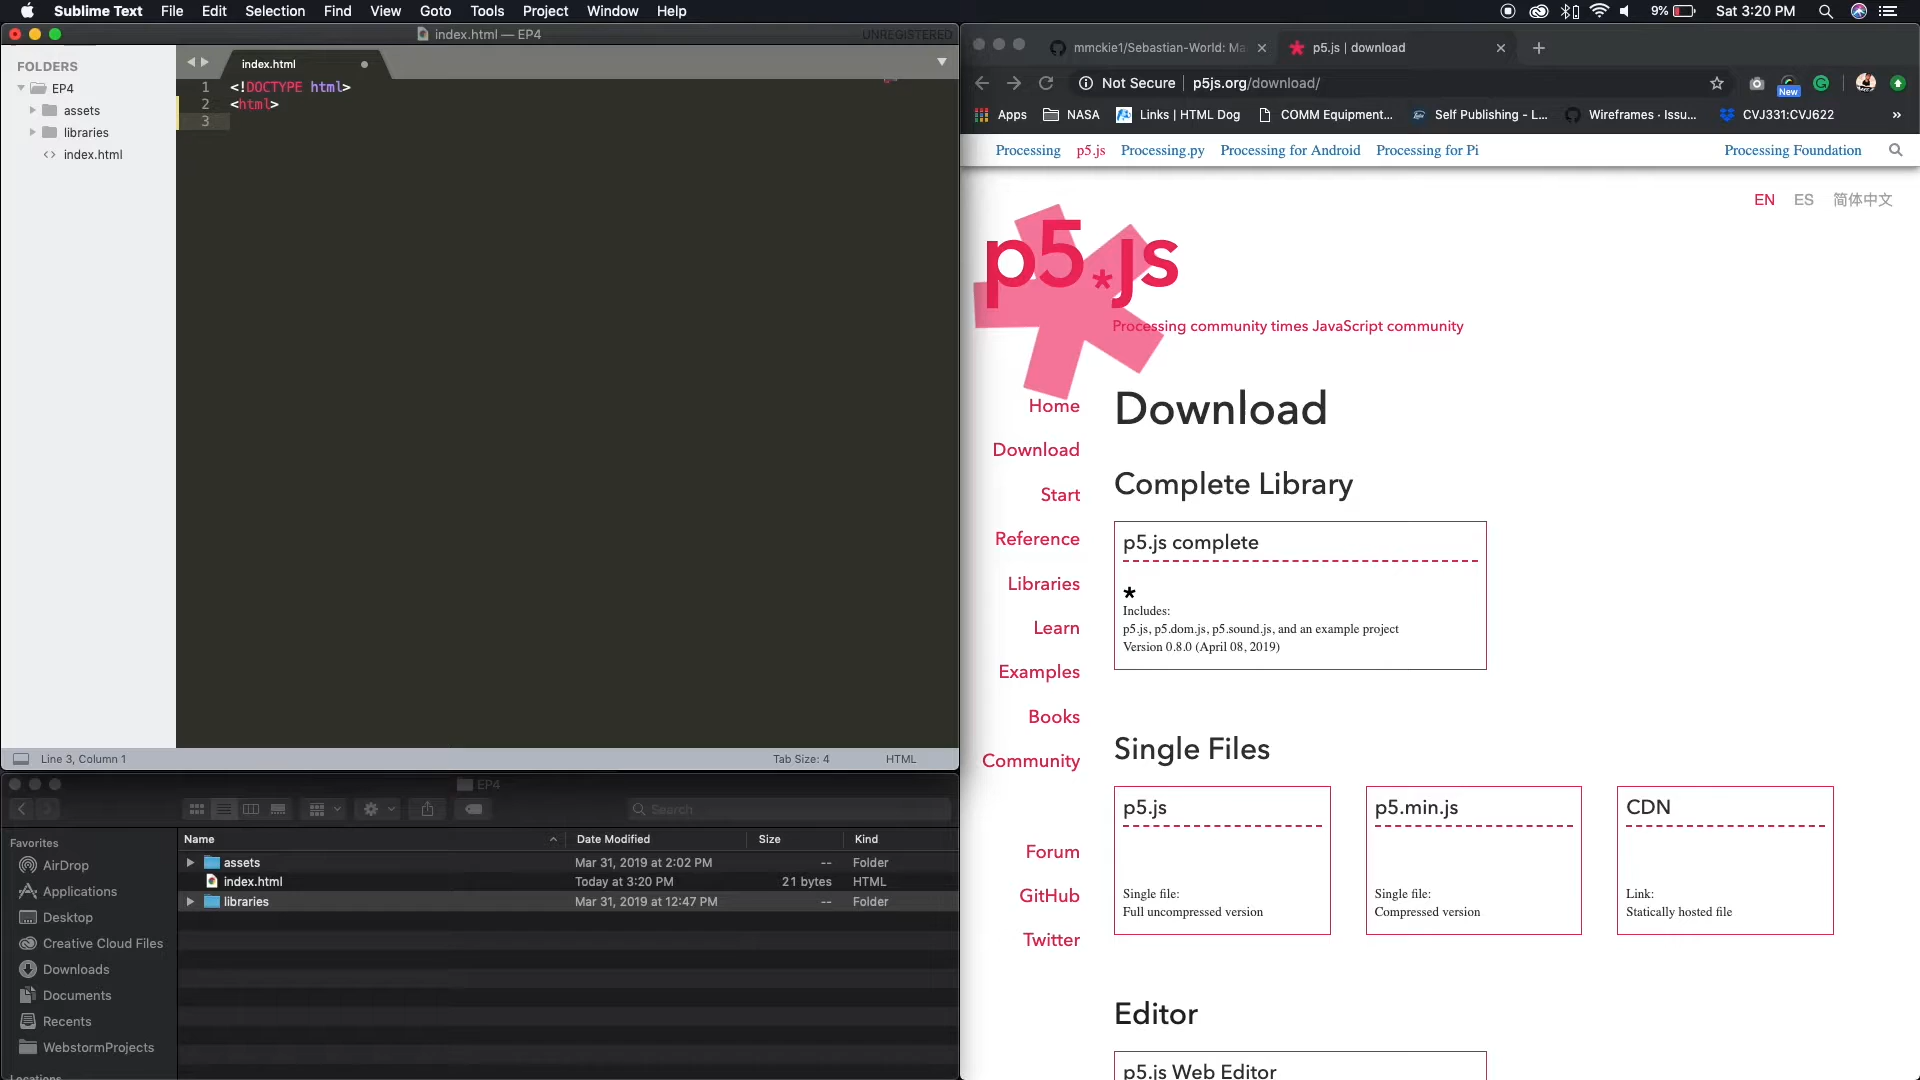 Sublime Text File Edit Selection Find View Goto Tools Project Window Help 9% Sat 3:20 PM
index.html — EP4 UNREGISTERED
FOLDERS
EP4
assets
libraries
index.html
index.html
1 <!DOCTYPE html>
2 <html>
3
Line 3, Column 1 Tab Size: 4 HTML
EP4
Search
Favorites
AirDrop
Applications
Desktop
Creative Cloud Files
Downloads
Documents
Recents
WebstormProjects
Locations
Name Date Modified Size Kind
assets Mar 31, 2019 at 2:02 PM -- Folder
index.html Today at 3:20 PM 21 bytes HTML
libraries Mar 31, 2019 at 12:47 PM -- Folder
mmckie1/Sebastian-World: Ma p5.js | download
Not Secure p5js.org/download/
New
Apps NASA Links | HTML Dog COMM Equipment... Self Publishing - L... Wireframes · Issu... CVJ331:CVJ622 »
Processing p5.js Processing.py Processing for Android Processing for Pi Processing Foundation
EN ES 简体中文
p5.js
Processing community times JavaScript community
Home
Download
Start
Reference
Libraries
Learn
Examples
Books
Community
Forum
GitHub
Twitter
Download
Complete Library
p5.js complete
*
Includes:
p5.js, p5.dom.js, p5.sound.js, and an example project
Version 0.8.0 (April 08, 2019)
Single Files
p5.js
Single file:
Full uncompressed version
p5.min.js
Single file:
Compressed version
CDN
Link:
Statically hosted file
Editor
p5.js Web Editor